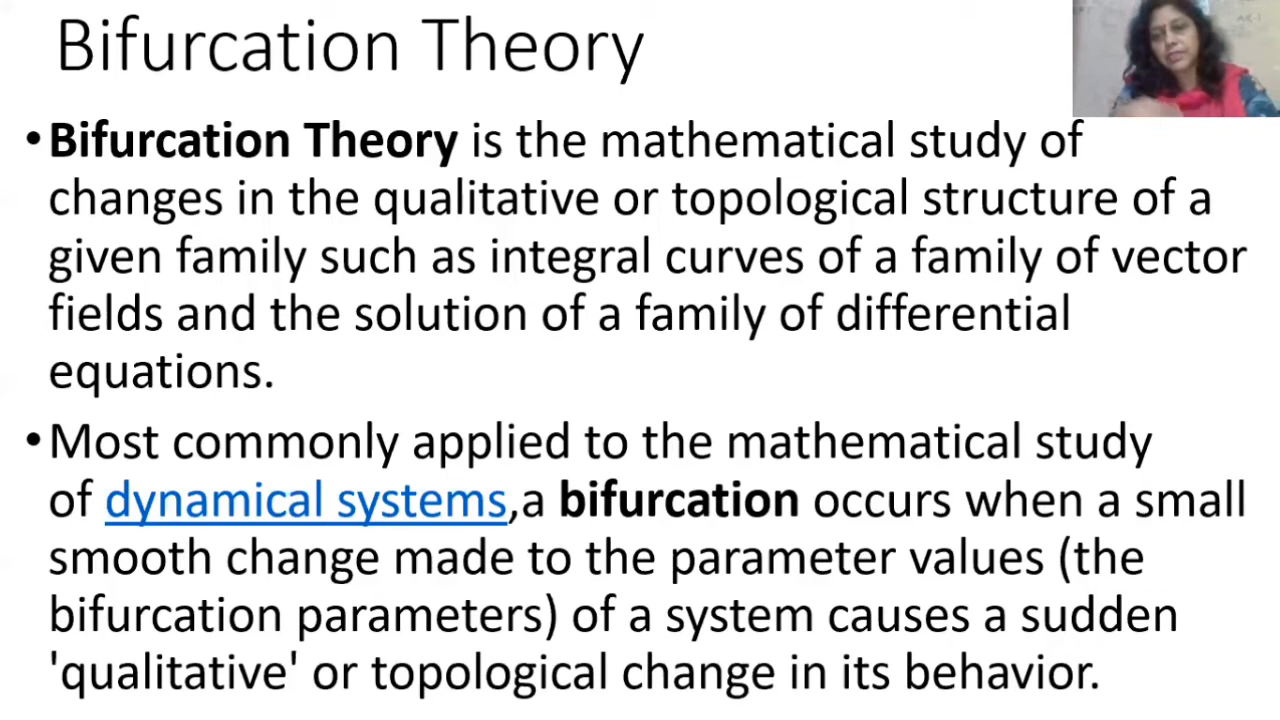 Bifurcation Theory
•Bifurcation Theory is the mathematical study of
changes in the qualitative or topological structure of a
given family such as integral curves of a family of vector
fields and the solution of a family of differential
equations.
•Most commonly applied to the mathematical study
of dynamical systems,a bifurcation occurs when a small
smooth change made to the parameter values (the
bifurcation parameters) of a system causes a sudden
'qualitative' or topological change in its behavior.